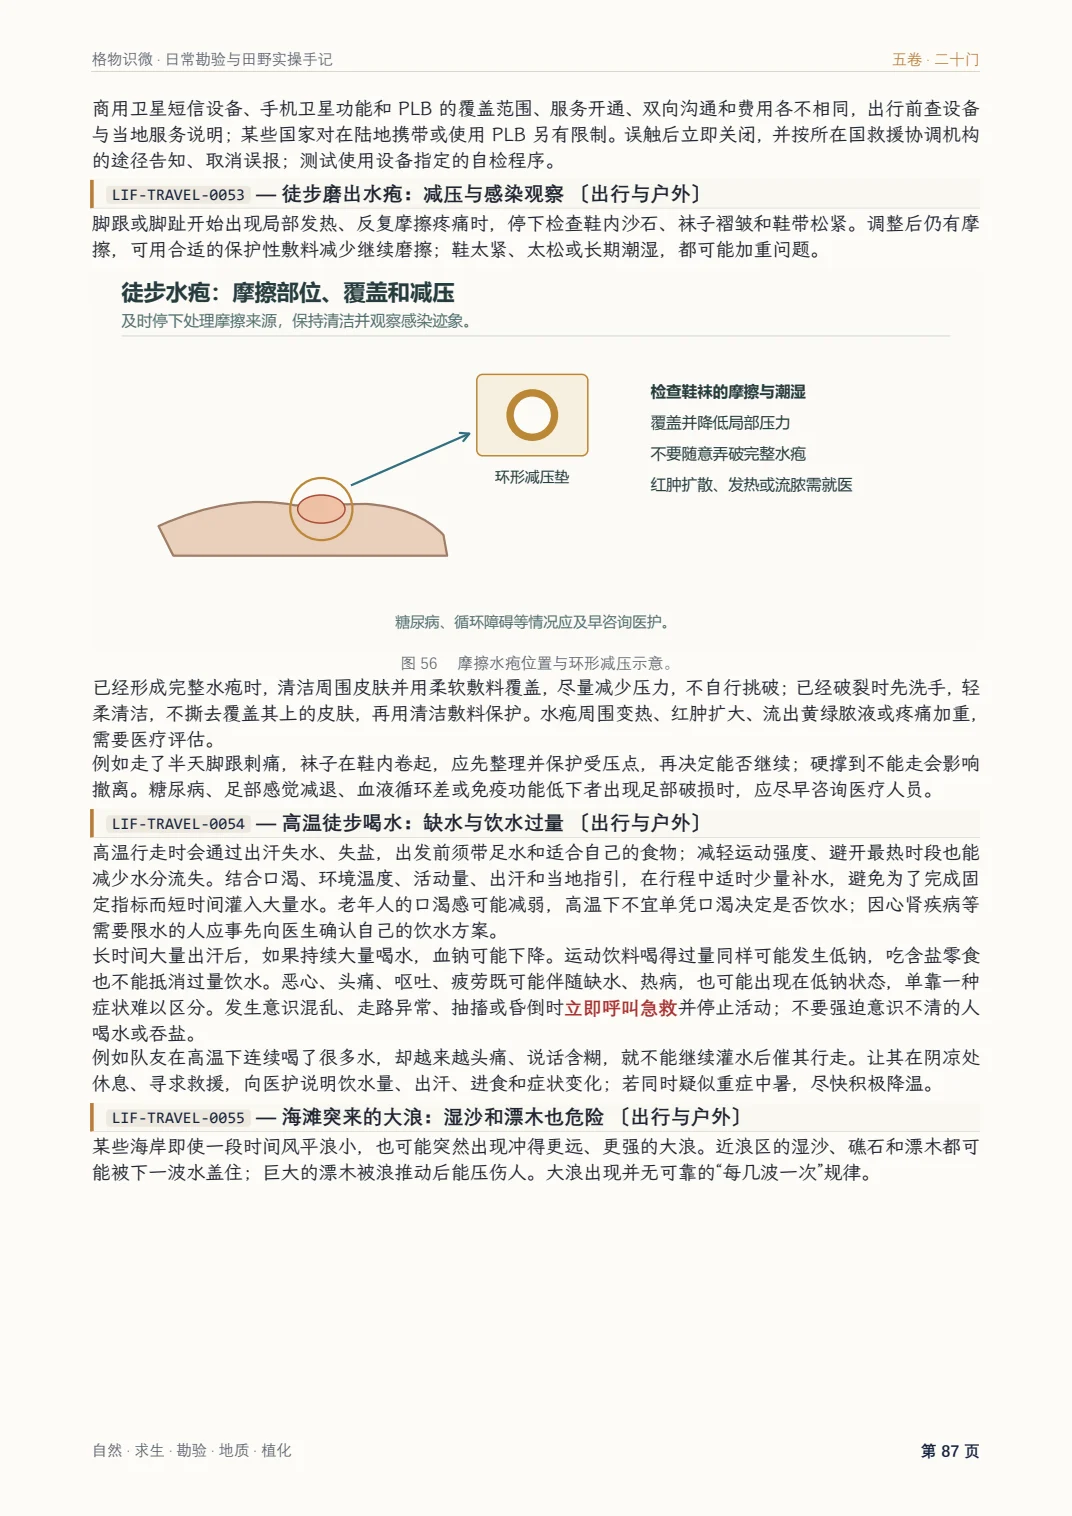 格物识微 · 日常勘验与田野实操手记
五卷 · 二十门
商用卫星短信设备、手机卫星功能和 PLB 的覆盖范围、服务开通、双向沟通和费用各不相同，出行前查设备
与当地服务说明；某些国家对在陆地携带或使用 PLB 另有限制。误触后立即关闭，并按所在国救援协调机构
的途径告知、取消误报；测试使用设备指定的自检程序。
LIF-TRAVEL-0053 — 徒步磨出水疱：减压与感染观察 〔出行与户外〕
脚跟或脚趾开始出现局部发热、反复摩擦疼痛时，停下检查鞋内沙石、袜子褶皱和鞋带松紧。调整后仍有摩
擦，可用合适的保护性敷料减少继续磨擦；鞋太紧、太松或长期潮湿，都可能加重问题。
徒步水疱：摩擦部位、覆盖和减压
及时停下处理摩擦来源，保持清洁并观察感染迹象。
检查鞋袜的摩擦与潮湿
覆盖并降低局部压力
不要随意弄破完整水疱
环形减压垫
红肿扩散、发热或流脓需就医
糖尿病、循环障碍等情况应及早咨询医护。
图 56 摩擦水疱位置与环形减压示意。
已经形成完整水疱时，清洁周围皮肤并用柔软敷料覆盖，尽量减少压力，不自行挑破；已经破裂时先洗手，轻
柔清洁，不撕去覆盖其上的皮肤，再用清洁敷料保护。水疱周围变热、红肿扩大、流出黄绿脓液或疼痛加重，
需要医疗评估。
例如走了半天脚跟刺痛，袜子在鞋内卷起，应先整理并保护受压点，再决定能否继续；硬撑到不能走会影响
撤离。糖尿病、足部感觉减退、血液循环差或免疫功能低下者出现足部破损时，应尽早咨询医疗人员。
LIF-TRAVEL-0054 — 高温徒步喝水：缺水与饮水过量 〔出行与户外〕
高温行走时会通过出汗失水、失盐，出发前须带足水和适合自己的食物；减轻运动强度、避开最热时段也能
减少水分流失。结合口渴、环境温度、活动量、出汗和当地指引，在行程中适时少量补水，避免为了完成固
定指标而短时间灌入大量水。老年人的口渴感可能减弱，高温下不宜单凭口渴决定是否饮水；因心肾疾病等
需要限水的人应事先向医生确认自己的饮水方案。
长时间大量出汗后，如果持续大量喝水，血钠可能下降。运动饮料喝得过量同样可能发生低钠，吃含盐零食
也不能抵消过量饮水。恶心、头痛、呕吐、疲劳既可能伴随缺水、热病，也可能出现在低钠状态，单靠一种
症状难以区分。发生意识混乱、走路异常、抽搐或昏倒时立即呼叫急救并停止活动；不要强迫意识不清的人
喝水或吞盐。
例如队友在高温下连续喝了很多水，却越来越头痛、说话含糊，就不能继续灌水后催其行走。让其在阴凉处
休息、寻求救援，向医护说明饮水量、出汗、进食和症状变化；若同时疑似重症中暑，尽快积极降温。
LIF-TRAVEL-0055 — 海滩突来的大浪：湿沙和漂木也危险 〔出行与户外〕
某些海岸即使一段时间风平浪小，也可能突然出现冲得更远、更强的大浪。近浪区的湿沙、礁石和漂木都可
能被下一波水盖住；巨大的漂木被浪推动后能压伤人。大浪出现并无可靠的“每几波一次”规律。
自然 · 求生 · 勘验 · 地质 · 植化
第 87 页